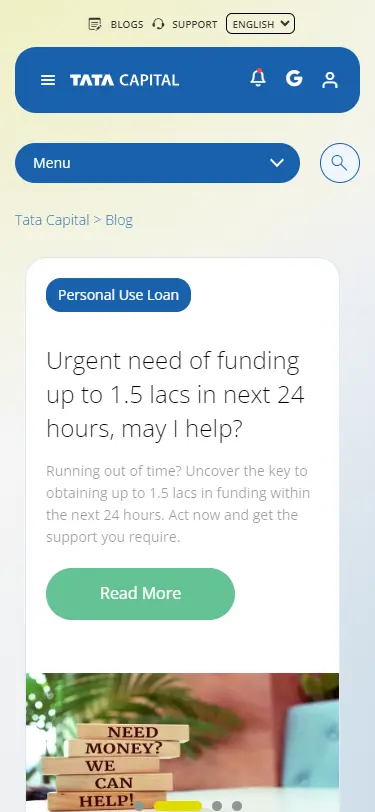 BLOGS SUPPORT ENGLISH
TATA CAPITAL
Menu
Tata Capital > Blog
Personal Use Loan
Urgent need of funding
up to 1.5 lacs in next 24
hours, may I help?
Running out of time? Uncover the key to
obtaining up to 1.5 lacs in funding within
the next 24 hours. Act now and get the
support you require.
Read More
NEED
MONEY?
WE
CAN
HELP!